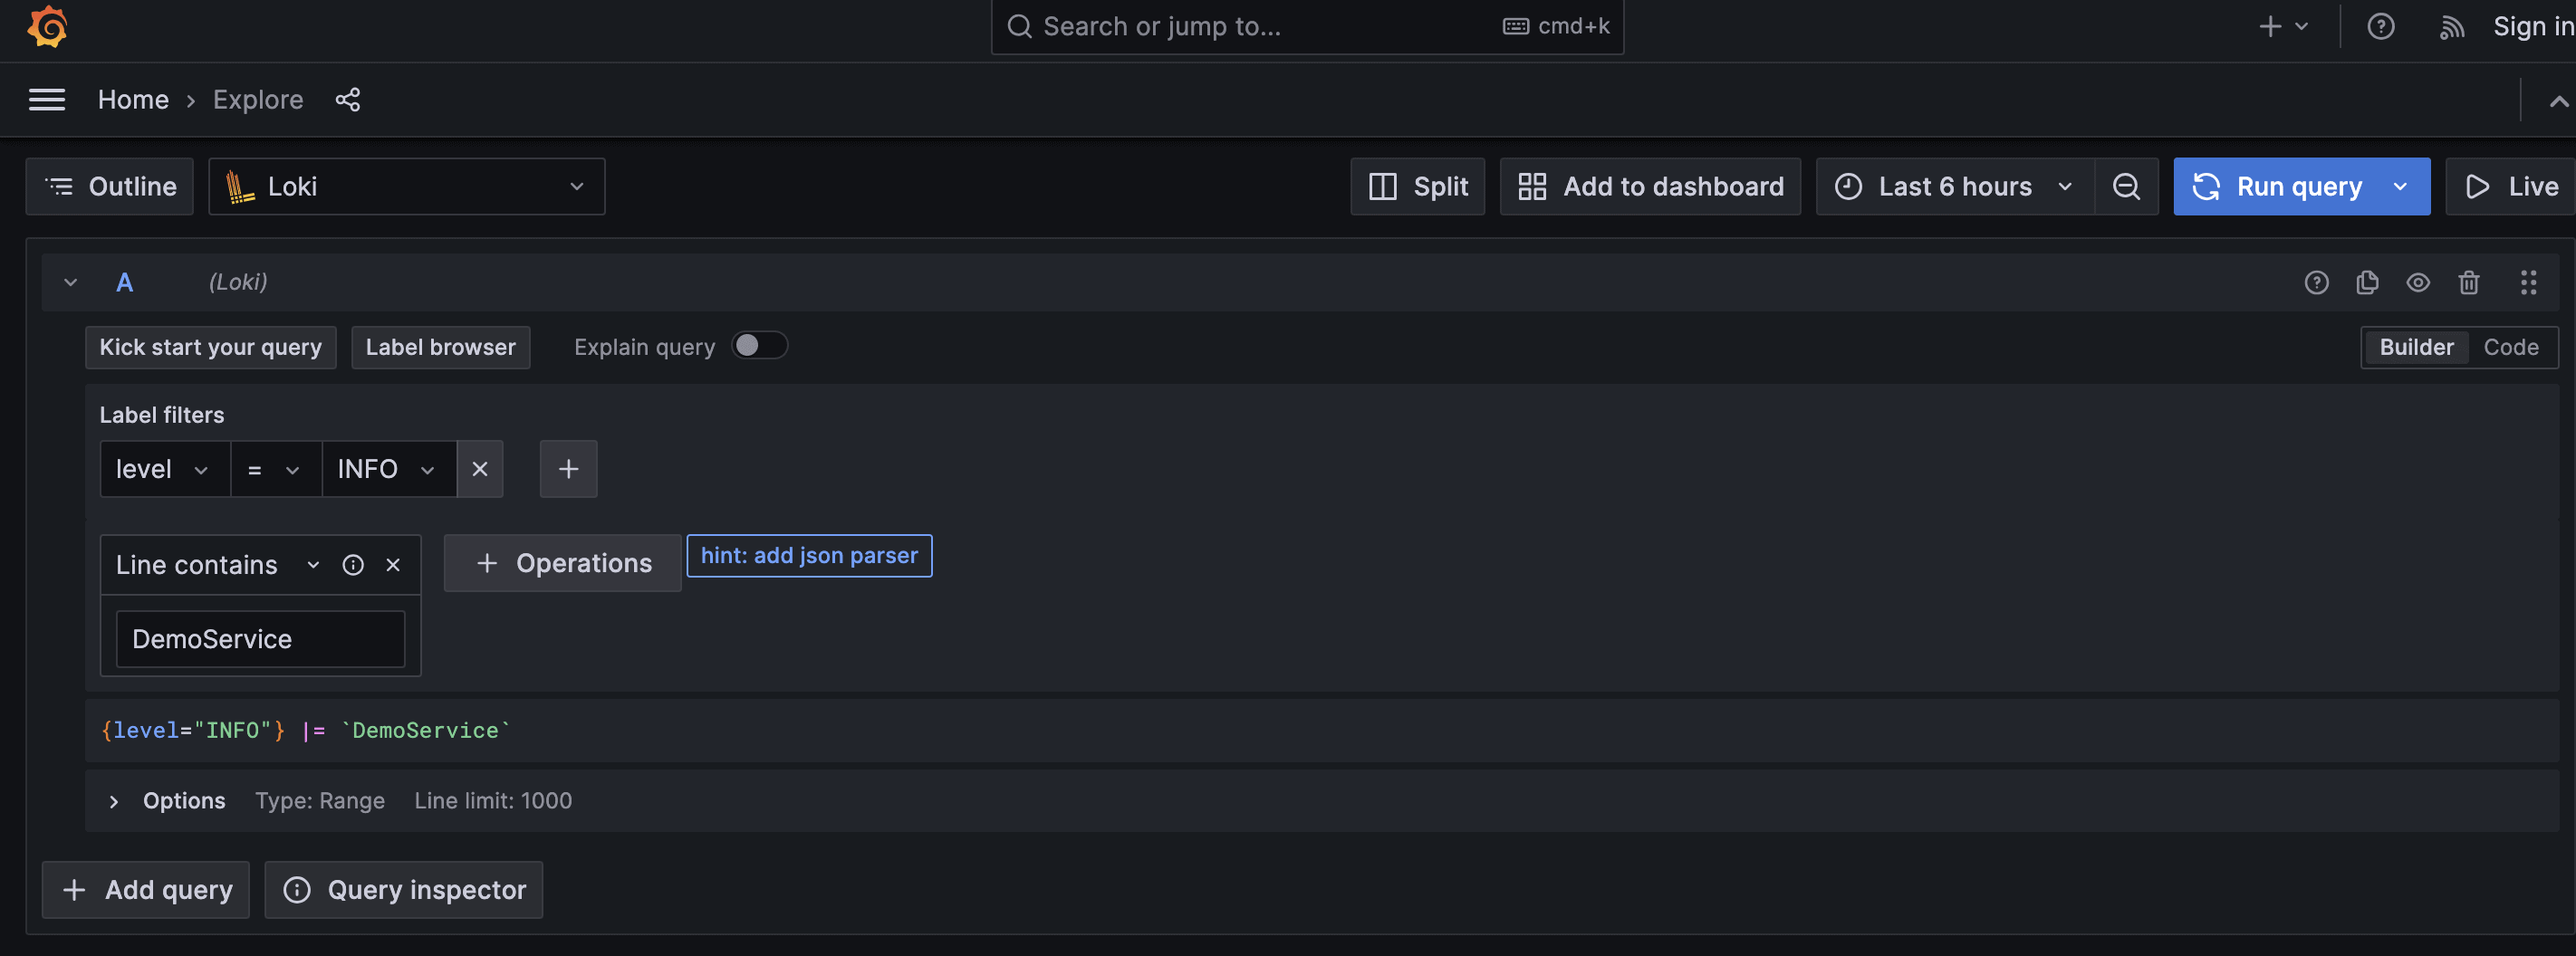 Search or jump to... cmd+k Sign in
Home › Explore
Outline Loki Split Add to dashboard Last 6 hours Run query Live
A (Loki)
Kick start your query Label browser Explain query Builder Code
Label filters
level = INFO
Line contains + Operations hint: add json parser
DemoService
{level="INFO"} |= `DemoService`
Options Type: Range Line limit: 1000
+ Add query Query inspector